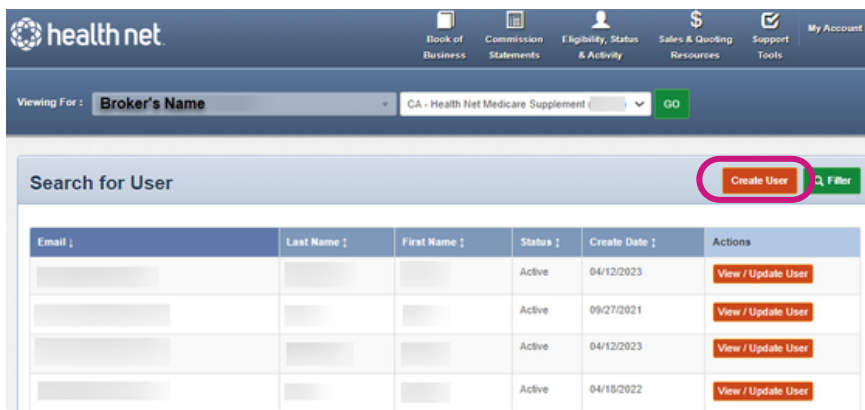 health net.
Book of Business
Commission Statements
Eligibility, Status & Activity
Sales & Quoting Resources
Support Tools
My Account
Viewing For : Broker's Name CA - Health Net Medicare Supplement ( ) GO
Search for User Create User Filter
Email Last Name First Name Status Create Date Actions
Active 04/12/2023 View / Update User
Active 09/27/2021 View / Update User
Active 04/12/2023 View / Update User
Active 04/18/2022 View / Update User